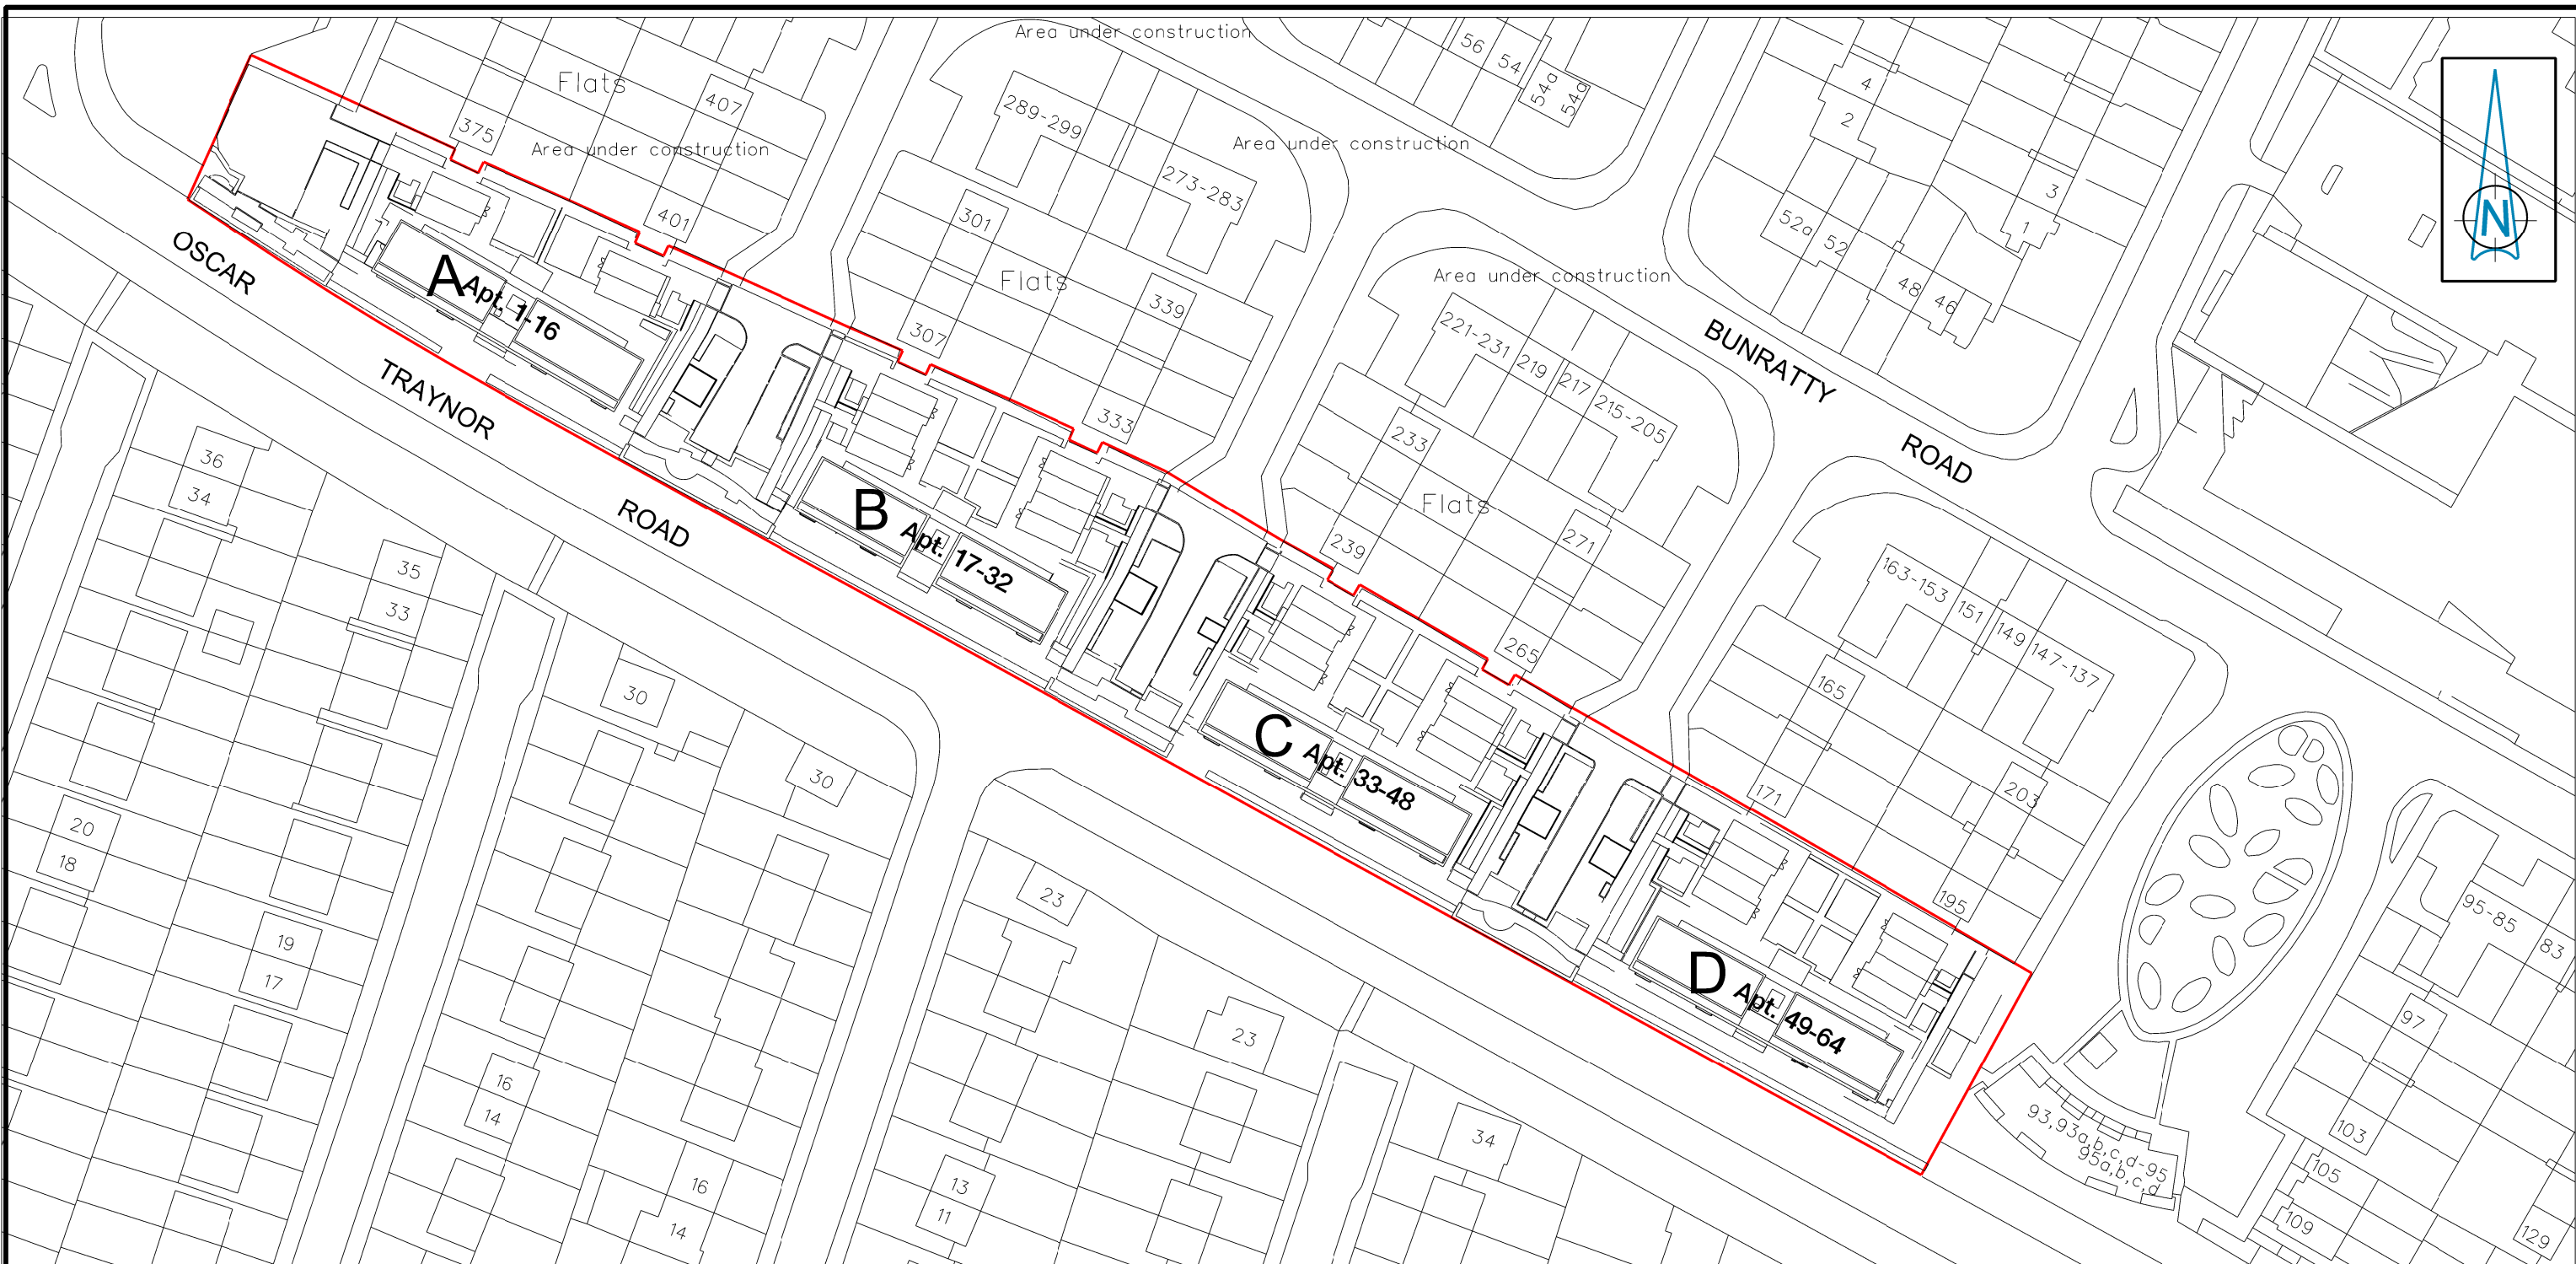 Area under construction
56
54
54a
54a
Flats
407
375
Area under construction
401
289-299
273-283
Area under construction
301
Flats
339
307
333
4
2
3
1
52a
52
48
46
N
OSCAR
TRAYNOR
ROAD
A
Apt. 1-16
B
Apt. 17-32
C
Apt. 33-48
D
Apt. 49-64
Area under construction
BUNRATTY
ROAD
221-231
219
217
215-205
233
Flats
239
271
265
163-153
151
149
147-137
165
171
203
195
36
34
35
33
30
30
20
18
19
17
16
14
16
14
23
23
13
11
34
95-85
83
97
103
93,93a,b,c,d-95
95a,b,c,d
105
109
129